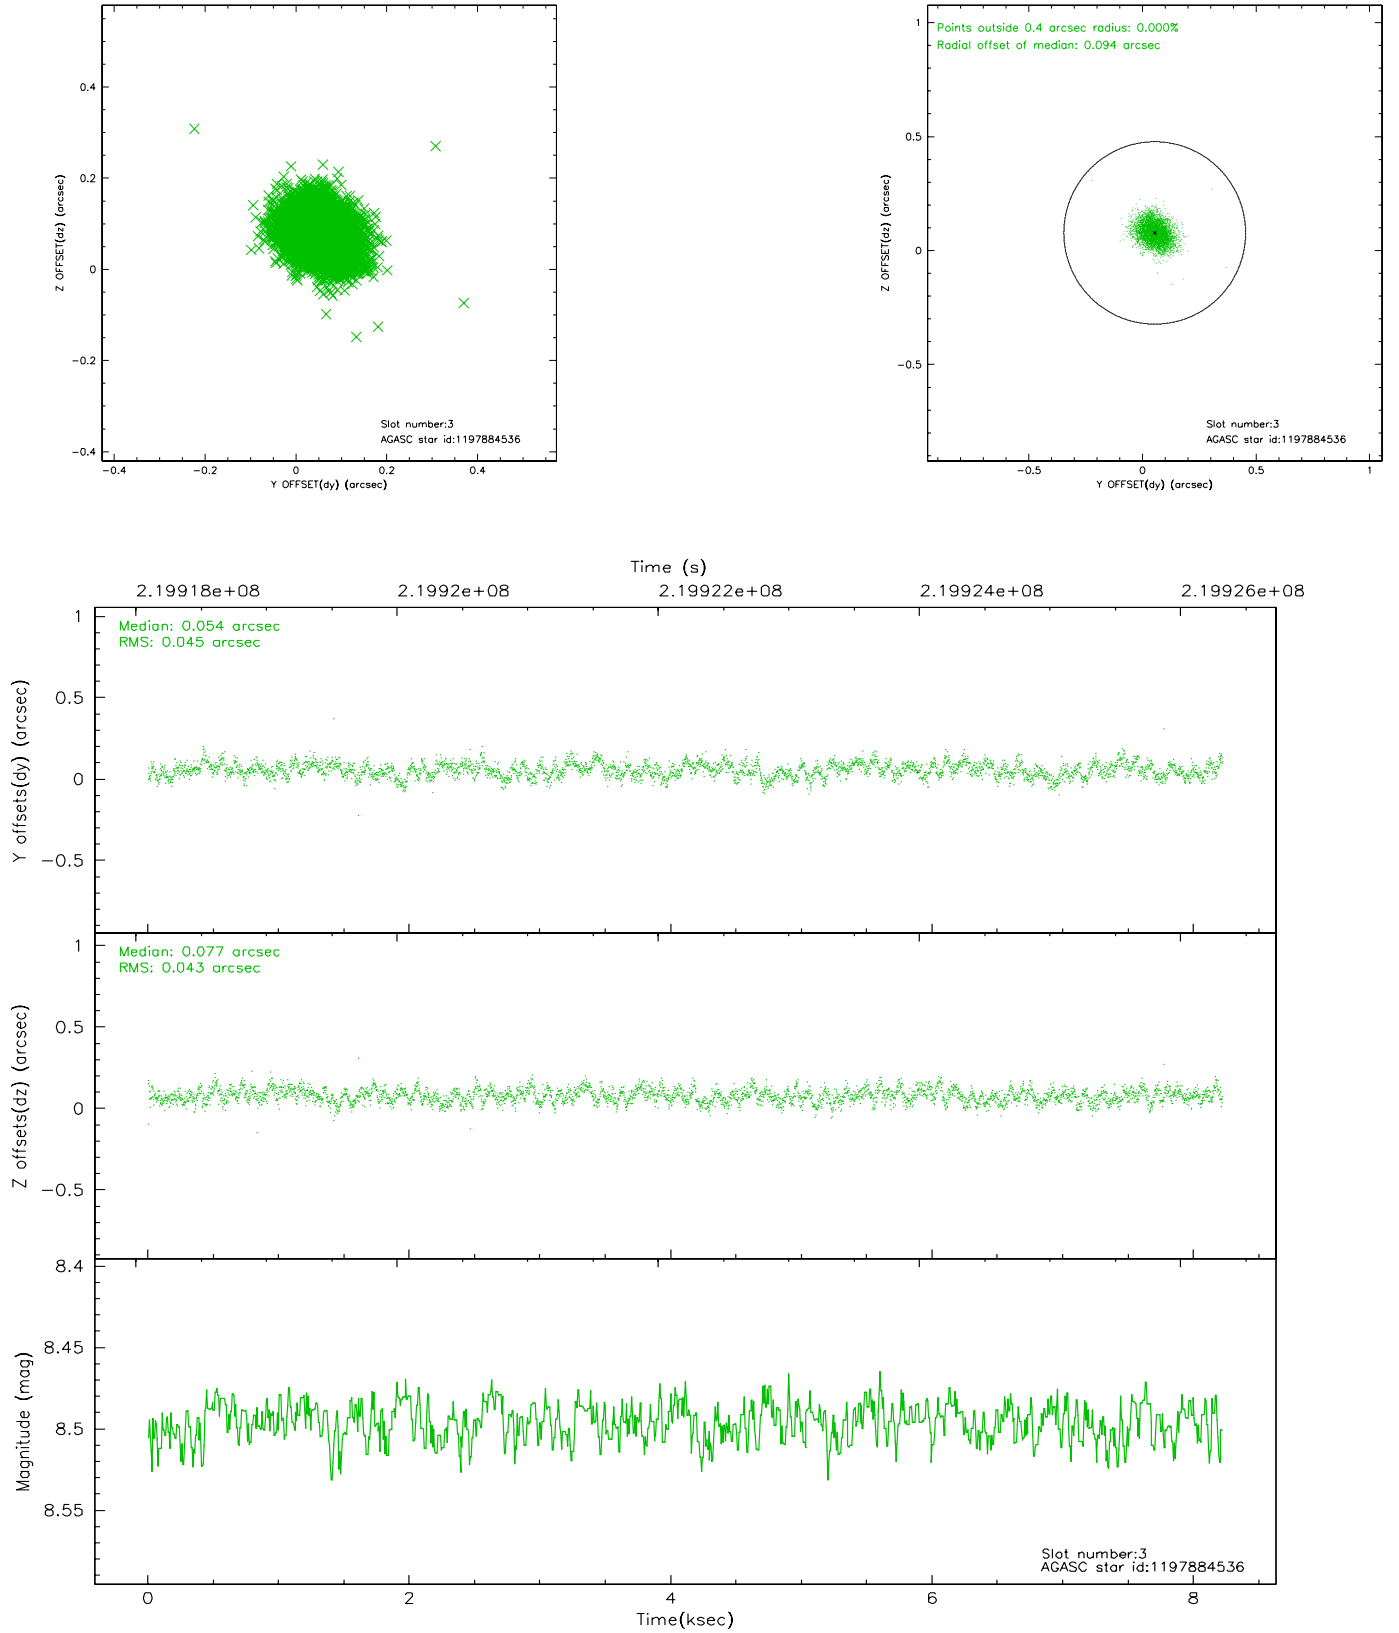 0.4
0.2
0
−0.2
−0.4
Z OFFSET(dz) (arcsec)
−0.4 −0.2 0 0.2 0.4
Y OFFSET(dy) (arcsec)
Slot number:3
AGASC star id:1197884536
Points outside 0.4 arcsec radius: 0.000%
Radial offset of median: 0.094 arcsec
1
0.5
0
−0.5
Z OFFSET(dz) (arcsec)
−0.5 0 0.5 1
Y OFFSET(dy) (arcsec)
Slot number:3
AGASC star id:1197884536
Time (s)
2.19918e+08 2.1992e+08 2.19922e+08 2.19924e+08 2.19926e+08
Median: 0.054 arcsec
RMS: 0.045 arcsec
1
0.5
0
−0.5
Y offsets(dy) (arcsec)
Median: 0.077 arcsec
RMS: 0.043 arcsec
1
0.5
0
−0.5
Z offsets(dz) (arcsec)
8.4
8.45
8.5
8.55
Magnitude (mag)
Slot number:3
AGASC star id:1197884536
0 2 4 6 8
Time(ksec)